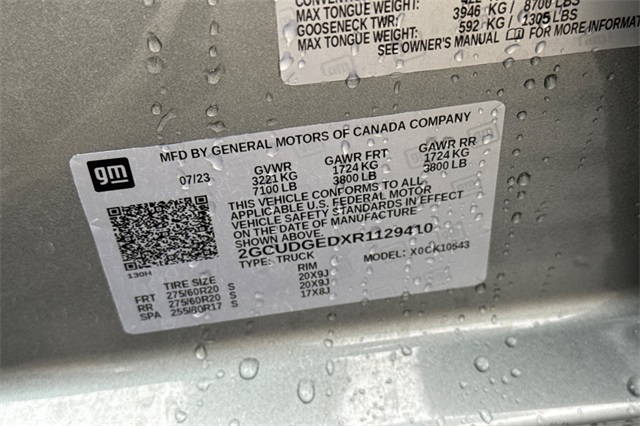 MAX TONGUE WEIGHT: 3946 KG / 8700 LBS
GOOSENECK TWR: 592 KG / 1305 LBS
MAX TONGUE WEIGHT:
SEE OWNER'S MANUAL FOR MORE INFORMAT
MFD BY GENERAL MOTORS OF CANADA COMPANY
gm
07/23 GVWR GAWR FRT GAWR RR
3221 KG 1724 KG 1724 KG
7100 LB 3800 LB 3800 LB
THIS VEHICLE CONFORMS TO ALL
APPLICABLE U.S. FEDERAL MOTOR
VEHICLE SAFETY STANDARDS IN EFFECT
ON THE DATE OF MANUFACTURE
SHOWN ABOVE.
2GCUDGEDXR1129410
TYPE: TRUCK MODEL: X0CK10543
130H
TIRE SIZE RIM
FRT 275/60R20 S 20X9J
RR 275/60R20 S 20X9J
SPA 255/80R17 S 17X8J